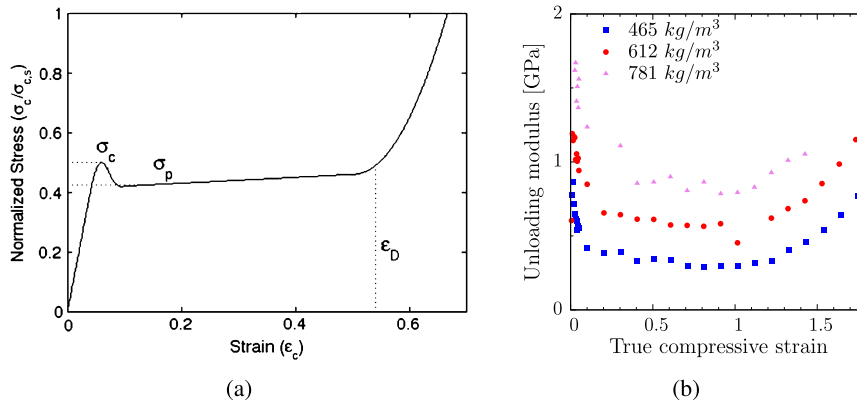 1
0.8
0.6
0.4
0.2
0
0
0.2
0.4
0.6
Normalized Stress (σc/σc,s)
Strain (εc)
σc
σp
εD
(a)
2
1
0
0
0.5
1
1.5
Unloading modulus [GPa]
True compressive strain
465 kg/m³
612 kg/m³
781 kg/m³
(b)